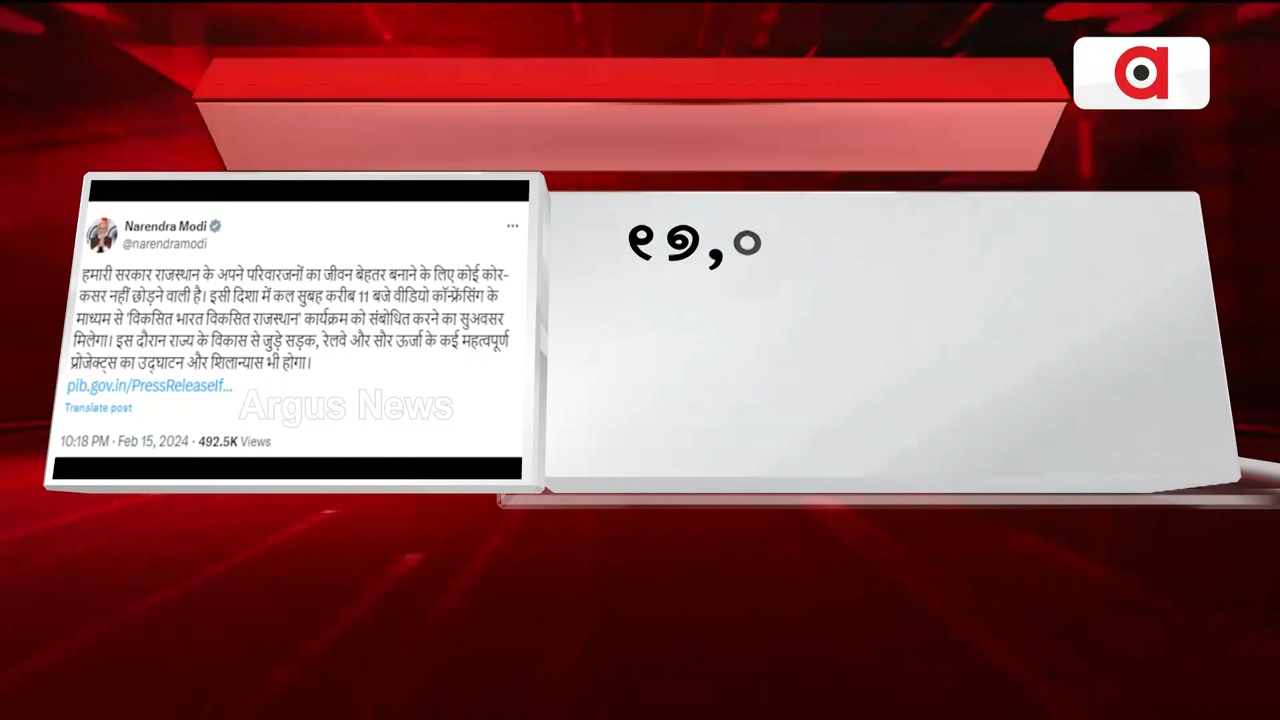 Narendra Modi
@narendramodi
हमारी सरकार राजस्थान के अपने परिवारजनों का जीवन बेहतर बनाने के लिए कोई कोर-
कसर नहीं छोड़ने वाली है। इसी दिशा में कल सुबह करीब 11 बजे वीडियो कॉन्फ्रेंसिंग के
माध्यम से 'विकसित भारत विकसित राजस्थान' कार्यक्रम को संबोधित करने का सुअवसर
मिलेगा। इस दौरान राज्य के विकास से जुड़े सड़क, रेलवे और सौर ऊर्जा के कई महत्वपूर्ण
प्रोजेक्ट्स का उद्घाटन और शिलान्यास भी होगा।
pib.gov.in/PressReleaseIf...
Translate post
Argus News
10:18 PM · Feb 15, 2024 · 492.5K Views
୧୭,୦